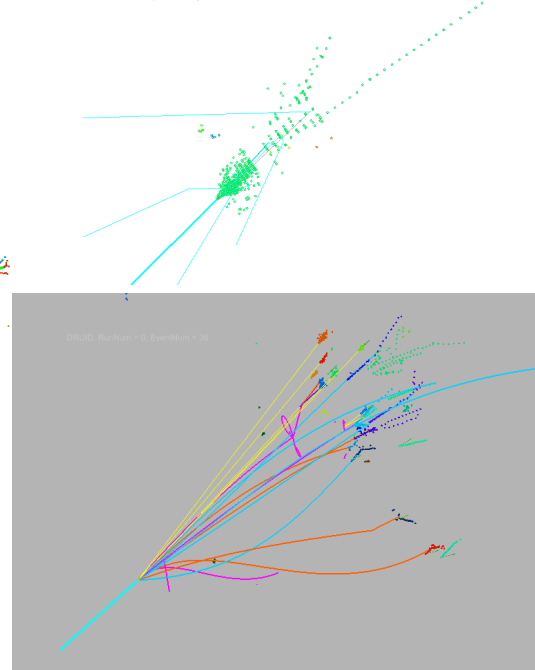 DRUID, RunNum = 0, EventNum = 36